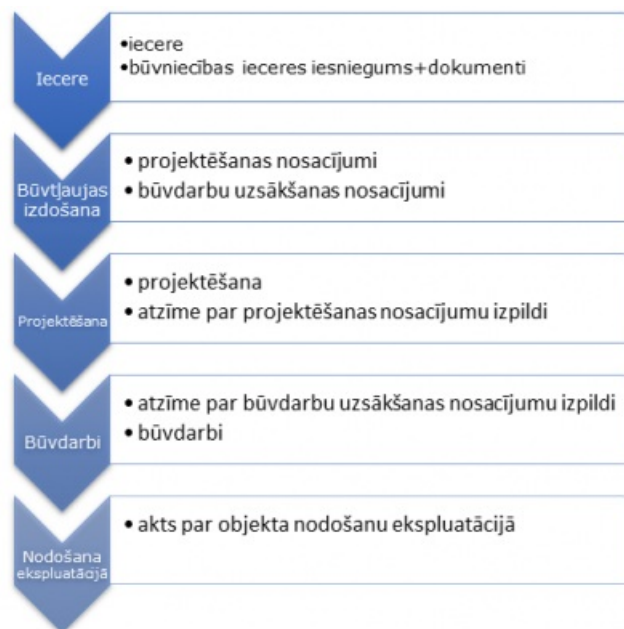 Iecere
•iecere
•būvniecības ieceres iesniegums+dokumenti
Būvtļaujas
izdošana
• projektēšanas nosacījumi
• būvdarbu uzsākšanas nosacījumi
Projektēšana
• projektēšana
• atzīme par projektēšanas nosacījumu izpildi
Būvdarbi
• atzīme par būvdarbu uzsākšanas nosacījumu izpildi
• būvdarbi
Nodošana
ekspluatācijā
• akts par objekta nodošanu ekspluatācijā